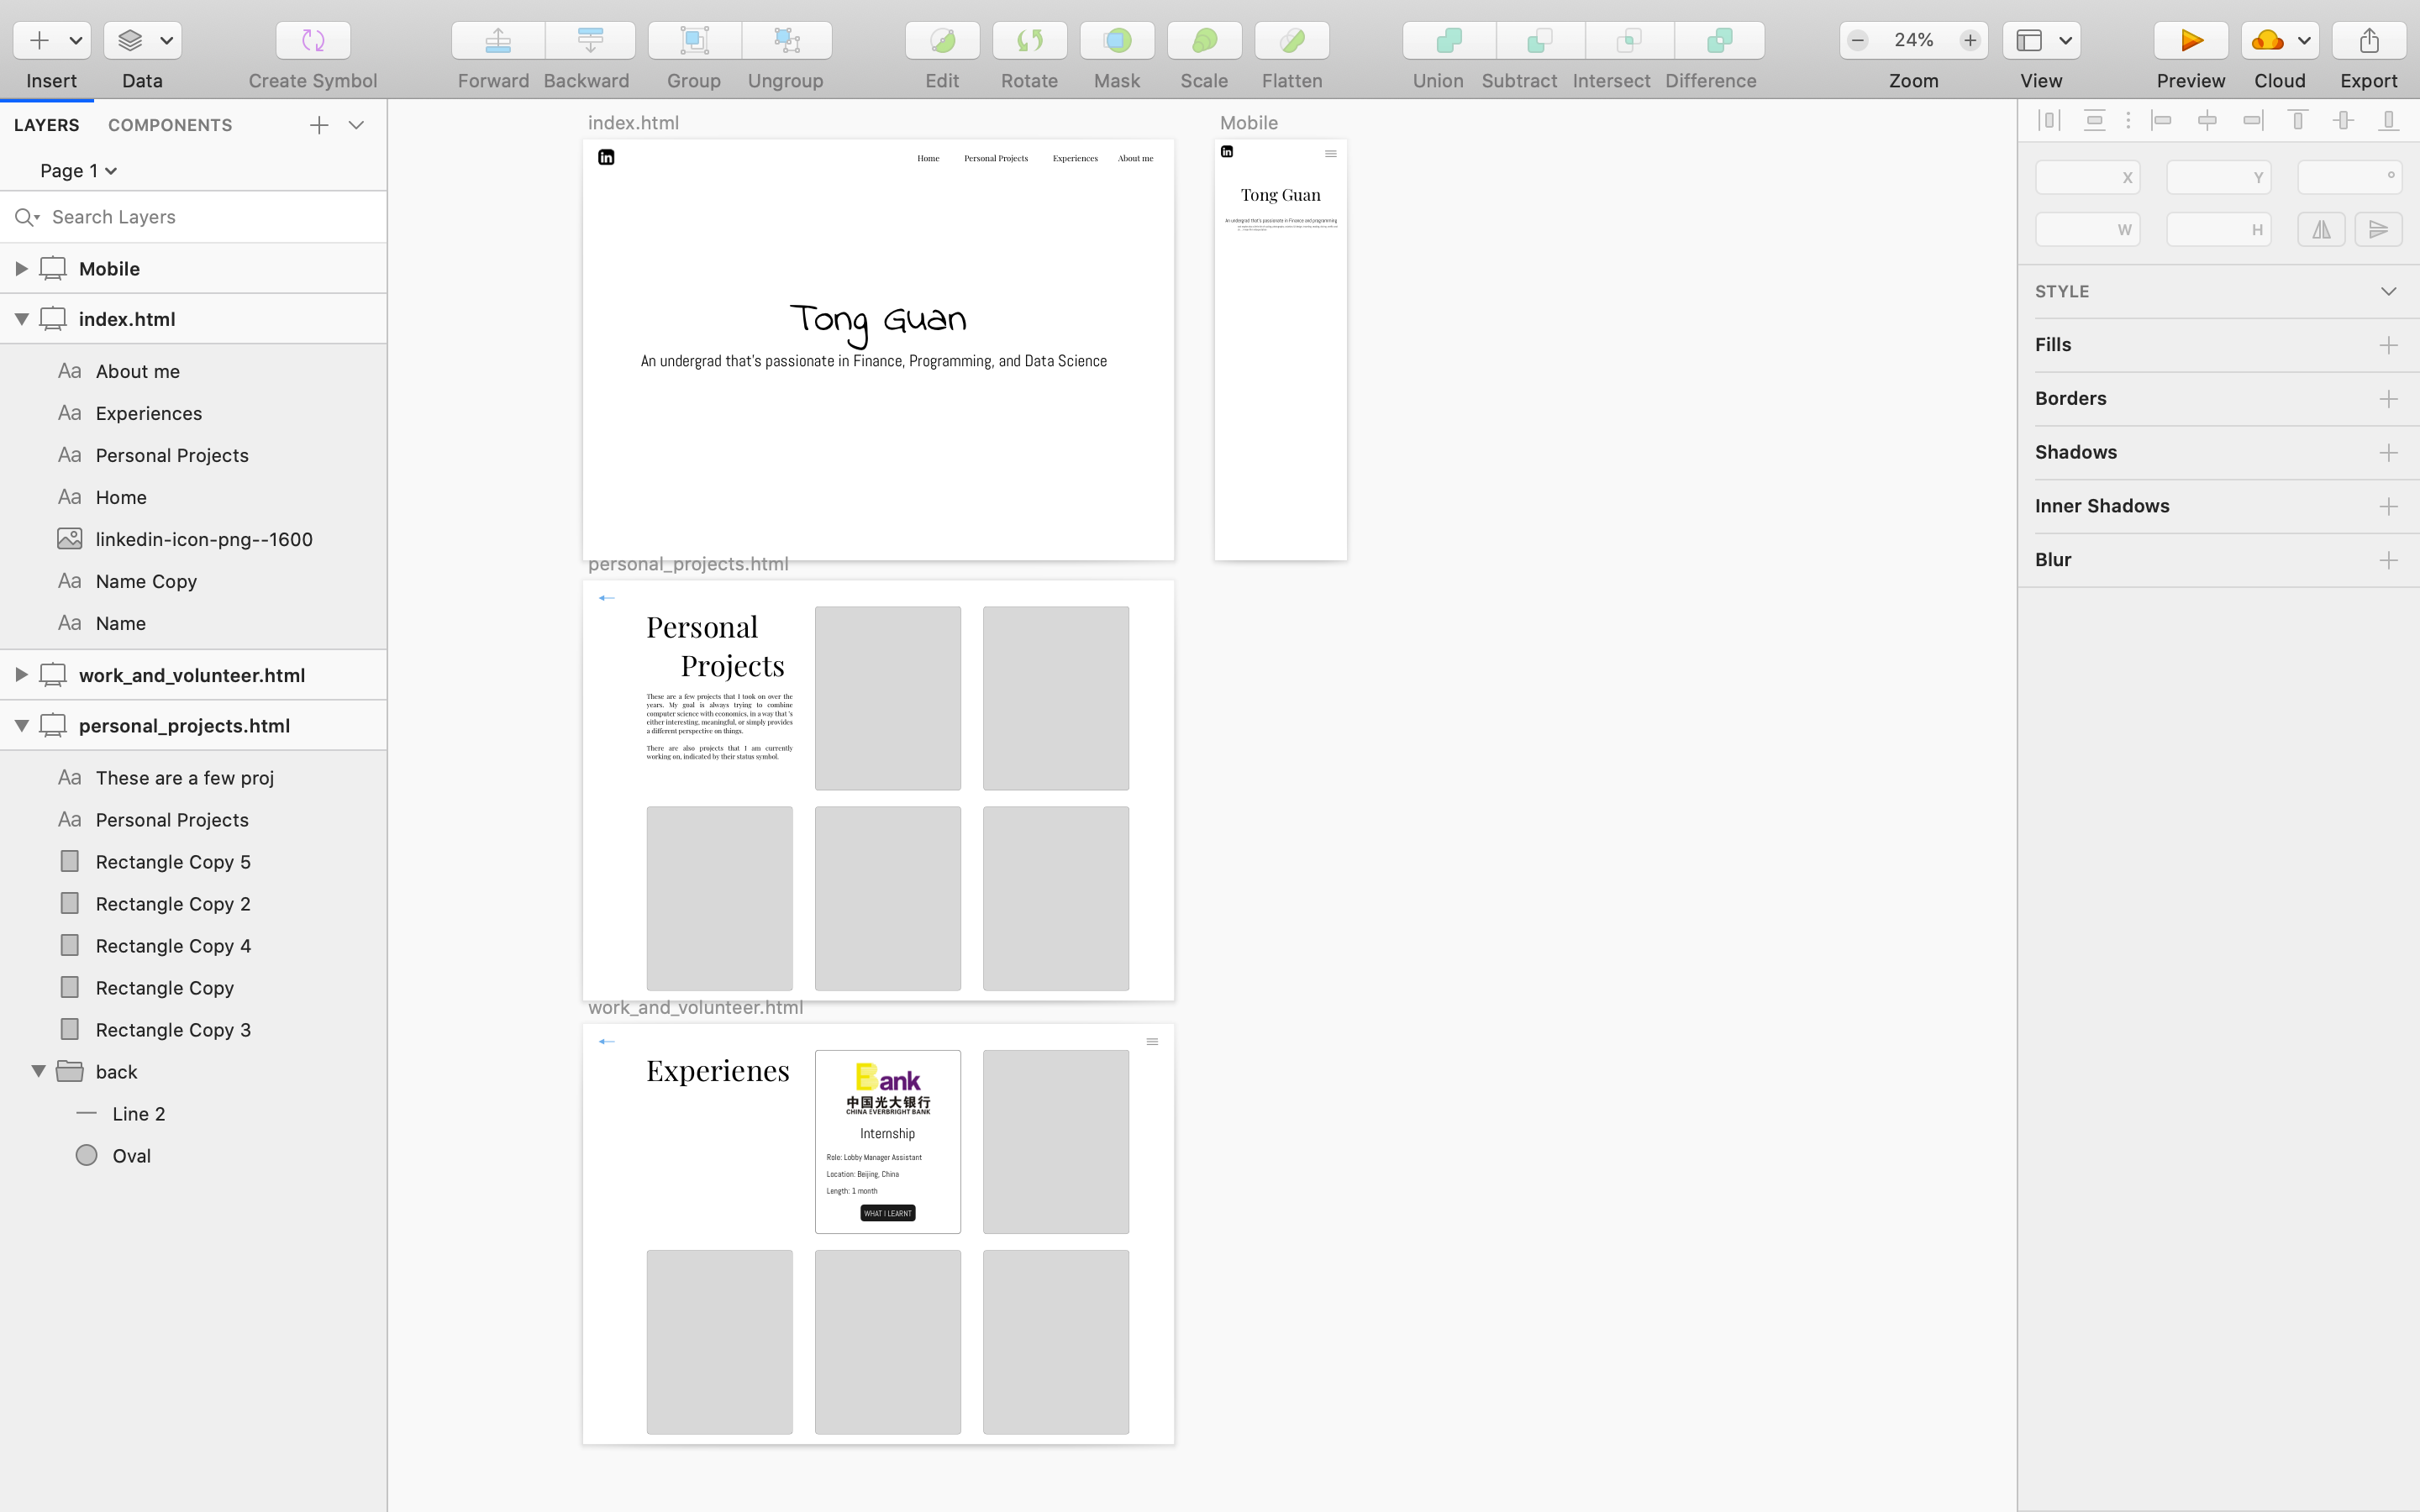 Insert
Data
Create Symbol
Forward Backward
Group
Ungroup
Edit
Rotate
Mask
Scale
Flatten
Union
Subtract
Intersect
Difference
24%
Zoom
View
Preview
Cloud
Export
LAYERS COMPONENTS
Page 1
Search Layers
Mobile
index.html
Aa About me
Aa Experiences
Aa Personal Projects
Aa Home
linkedin-icon-png--1600
Aa Name Copy
Aa Name
work_and_volunteer.html
personal_projects.html
Aa These are a few proj
Aa Personal Projects
Rectangle Copy 5
Rectangle Copy 2
Rectangle Copy 4
Rectangle Copy
Rectangle Copy 3
back
Line 2
Oval
index.html
in
Home Personal Projects Experiences About me
Tong Guan
An undergrad that's passionate in Finance, Programming, and Data Science
Mobile
in
Tong Guan
An undergrad that's passionate in Finance and programming
personal_projects.html
Personal
Projects
These are a few projects that I took on over the
years. My goal is always trying to combine
computer science with economics, in a way that 's
either interesting, meaningful, or simply provides
a different perspective on things.
There are also projects that I am currently
working on, indicated by their status symbol.
work_and_volunteer.html
Experienes
Bank
中国光大银行
CHINA EVERBRIGHT BANK
Internship
Role: Lobby Manager Assistant
Location: Beijing, China
Length: 1 month
WHAT I LEARNT
X
Y
°
W
H
STYLE
Fills
Borders
Shadows
Inner Shadows
Blur